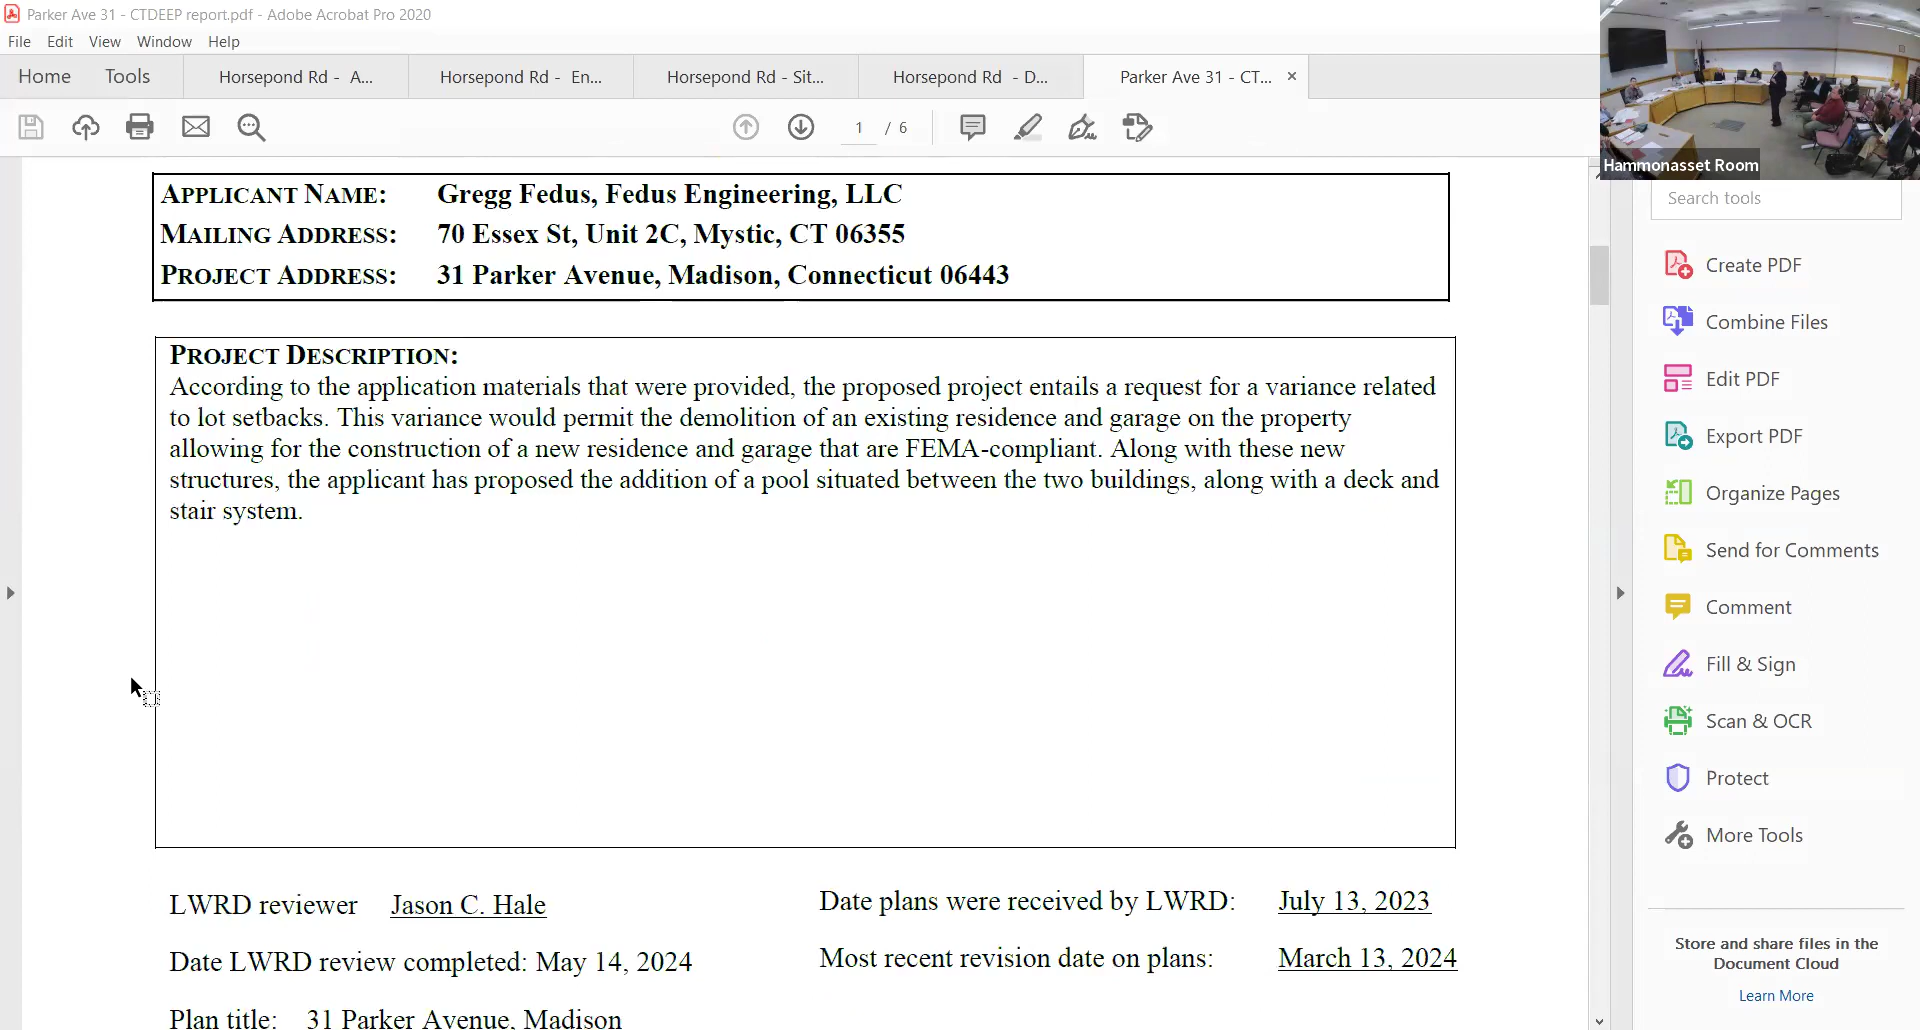 Parker Ave 31 - CTDEEP report.pdf - Adobe Acrobat Pro 2020
File Edit View Window Help
Home Tools Horsepond Rd - A... Horsepond Rd - En... Horsepond Rd - Sit... Horsepond Rd - D... Parker Ave 31 - CT... ×
1 / 6
Hammonasset Room
APPLICANT NAME: Gregg Fedus, Fedus Engineering, LLC
MAILING ADDRESS: 70 Essex St, Unit 2C, Mystic, CT 06355
PROJECT ADDRESS: 31 Parker Avenue, Madison, Connecticut 06443
PROJECT DESCRIPTION:
According to the application materials that were provided, the proposed project entails a request for a variance related
to lot setbacks. This variance would permit the demolition of an existing residence and garage on the property
allowing for the construction of a new residence and garage that are FEMA-compliant. Along with these new
structures, the applicant has proposed the addition of a pool situated between the two buildings, along with a deck and
stair system.
LWRD reviewer Jason C. Hale
Date plans were received by LWRD: July 13, 2023
Date LWRD review completed: May 14, 2024
Most recent revision date on plans: March 13, 2024
Plan title: 31 Parker Avenue, Madison
Search tools
Create PDF
Combine Files
Edit PDF
Export PDF
Organize Pages
Send for Comments
Comment
Fill & Sign
Scan & OCR
Protect
More Tools
Store and share files in the
Document Cloud
Learn More